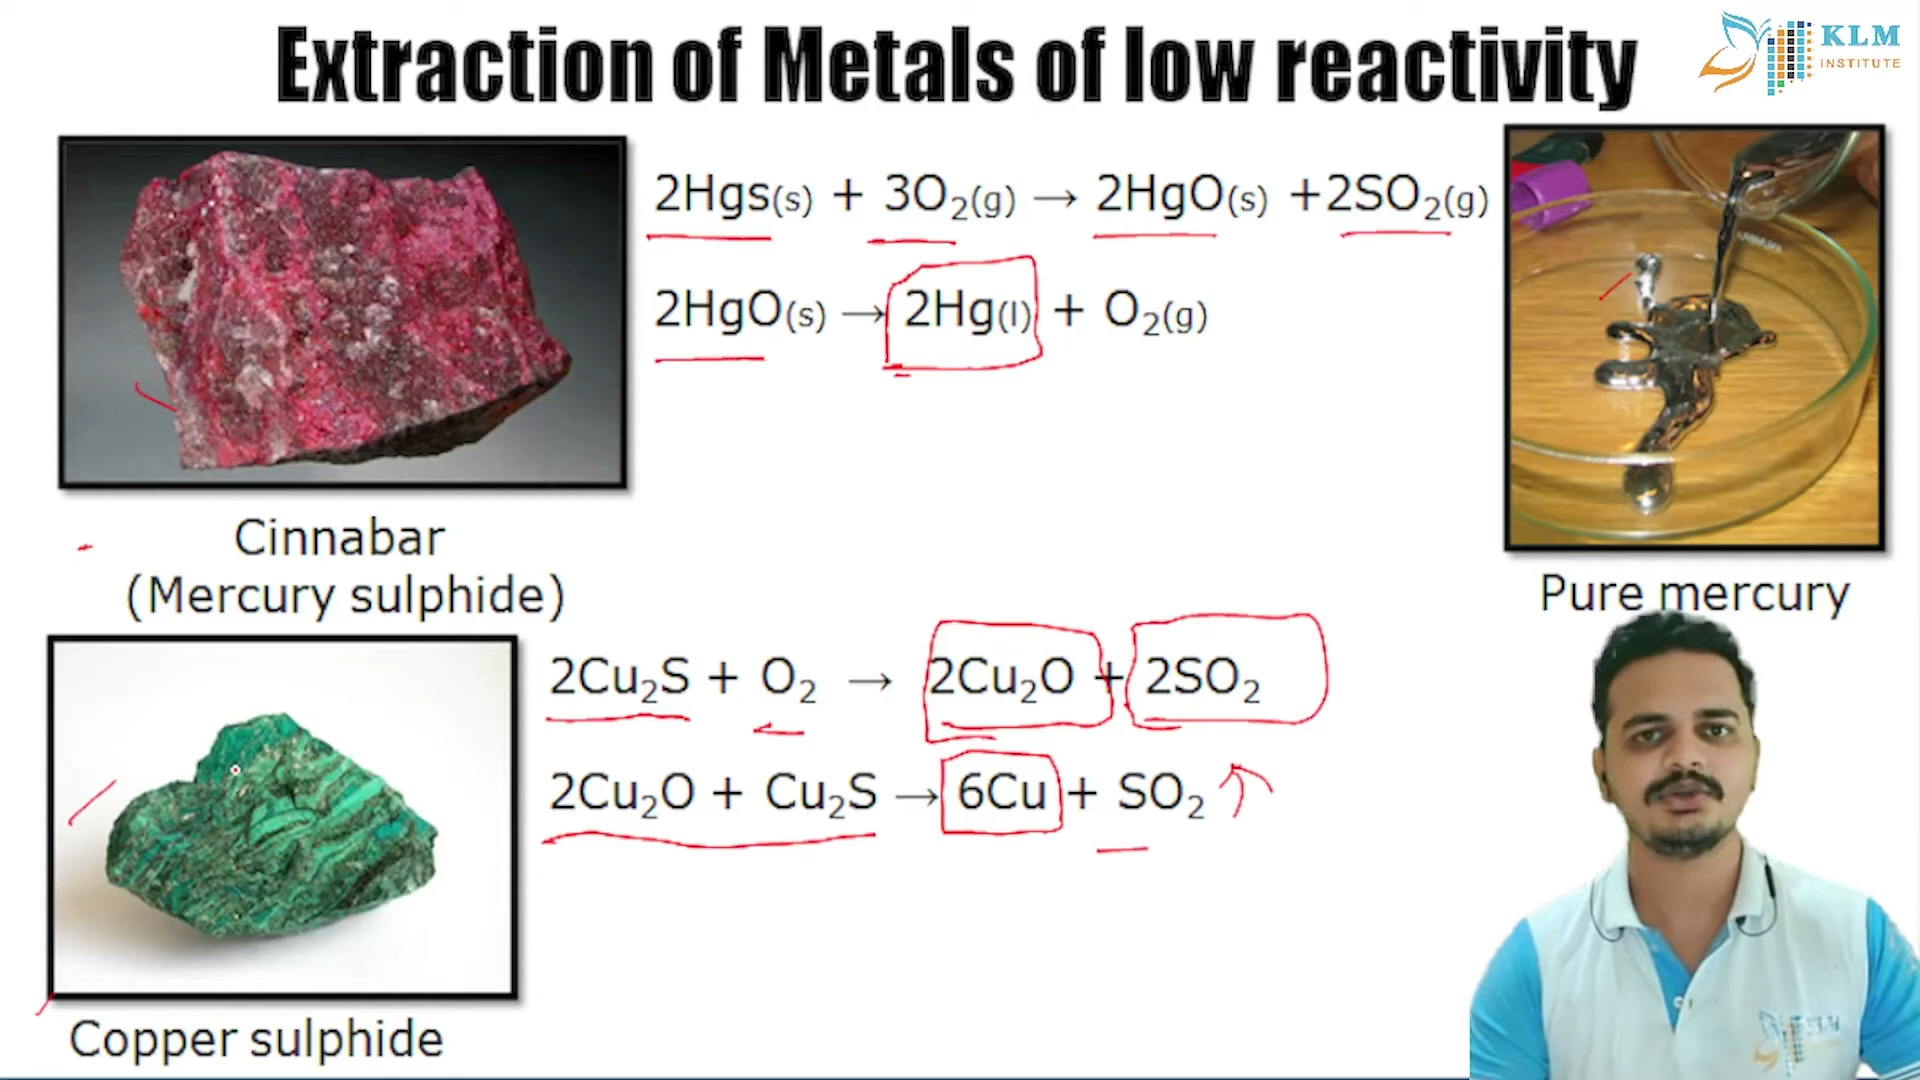 Extraction of Metals of low reactivity
KLM
INSTITUTE
2Hgs(s) + 3O₂(g) → 2HgO(s) +2SO₂(g)
2HgO(s) → 2Hg(l) + O₂(g)
Cinnabar
(Mercury sulphide)
Pure mercury
2Cu₂S + O₂ → 2Cu₂O + 2SO₂
2Cu₂O + Cu₂S → 6Cu + SO₂
Copper sulphide